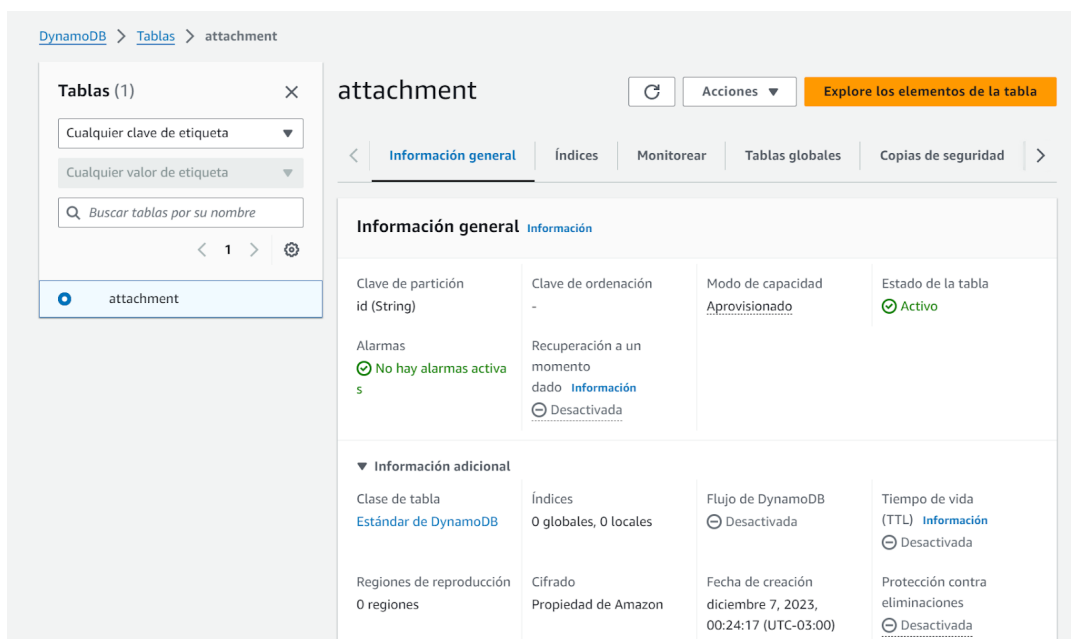 DynamoDB > Tablas > attachment
Tablas (1)
Cualquier clave de etiqueta
Cualquier valor de etiqueta
Buscar tablas por su nombre
1
attachment
attachment
Acciones
Explore los elementos de la tabla
Información general
Índices
Monitorear
Tablas globales
Copias de seguridad
Información general Información
Clave de partición
id (String)
Clave de ordenación
-
Modo de capacidad
Aprovisionado
Estado de la tabla
Activo
Alarmas
No hay alarmas activa
s
Recuperación a un
momento
dado Información
Desactivada
Información adicional
Clase de tabla
Estándar de DynamoDB
Índices
0 globales, 0 locales
Flujo de DynamoDB
Desactivada
Tiempo de vida
(TTL) Información
Desactivada
Regiones de reproducción
0 regiones
Cifrado
Propiedad de Amazon
Fecha de creación
diciembre 7, 2023,
00:24:17 (UTC-03:00)
Protección contra
eliminaciones
Desactivada